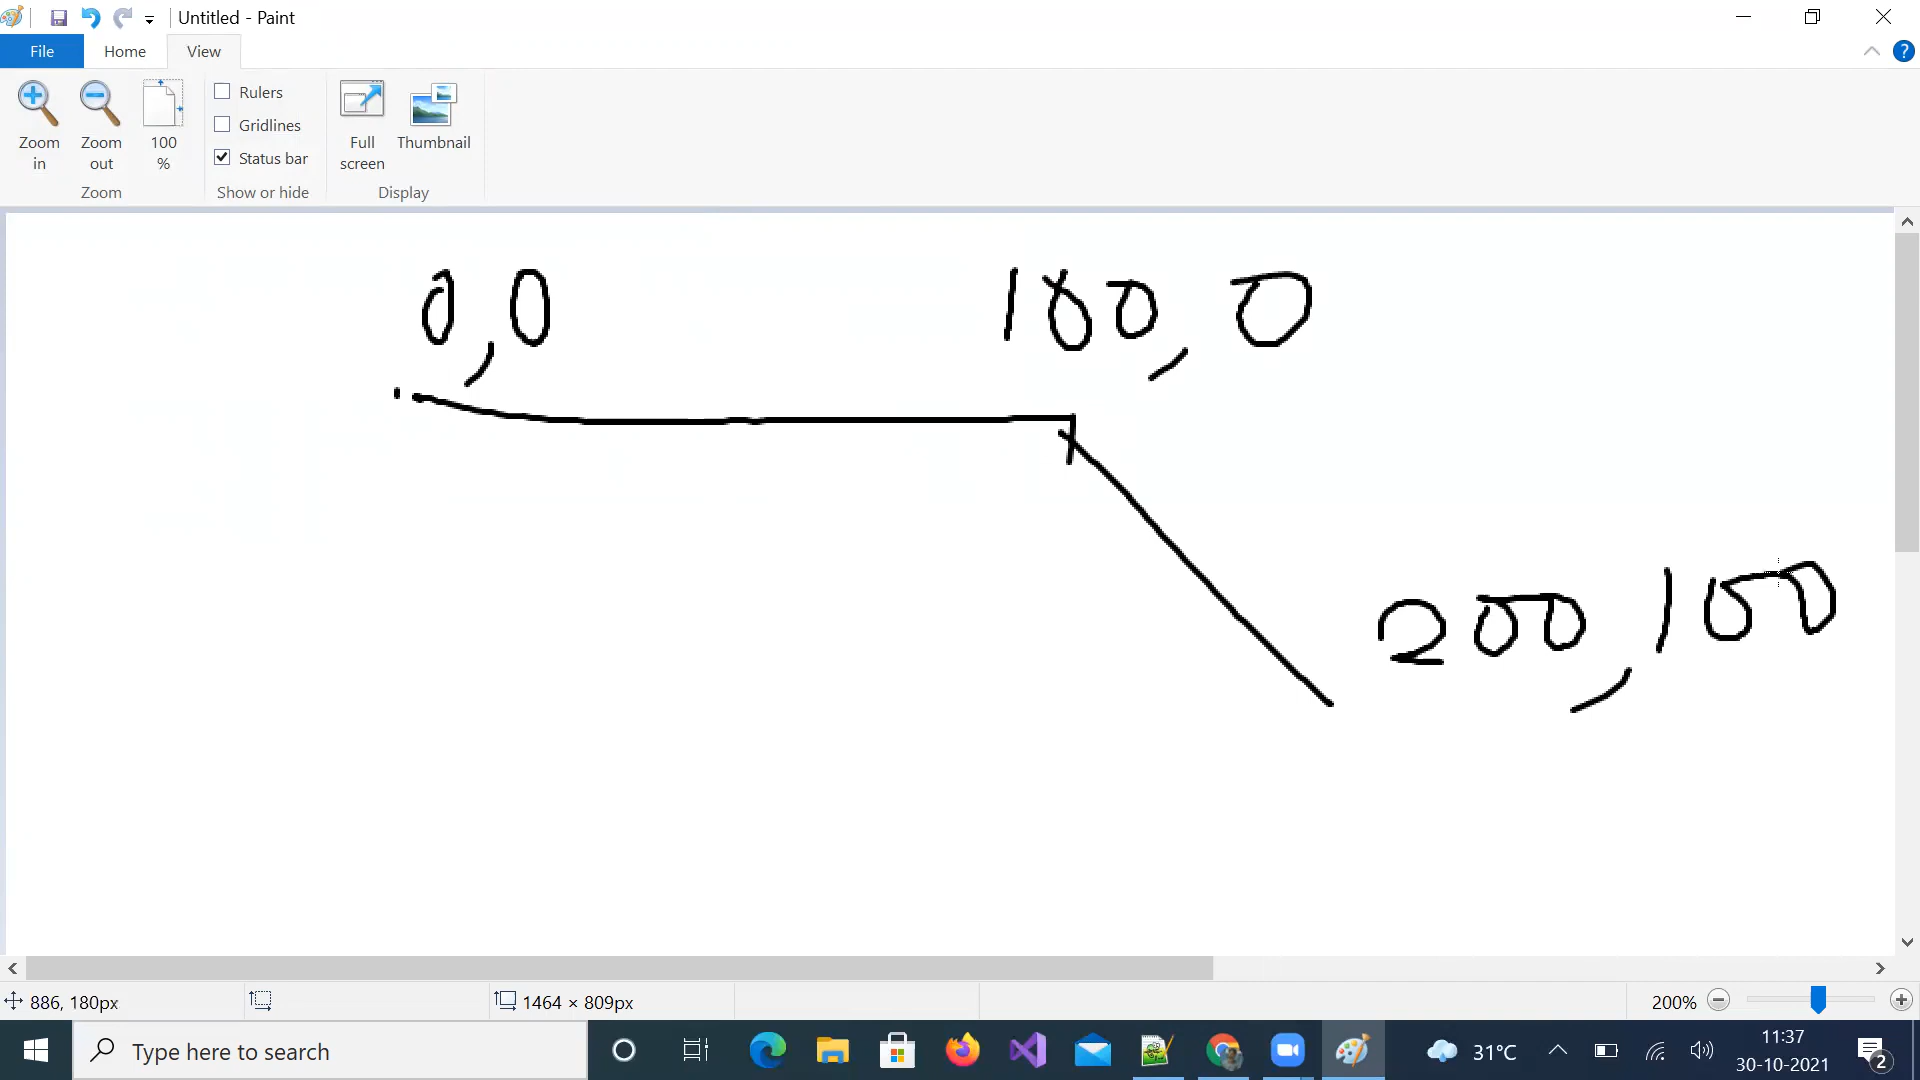 Untitled - Paint
File Home View
Zoom in
Zoom out
100 %
Rulers
Gridlines
Status bar
Full screen
Thumbnail
Zoom
Show or hide
Display
0,0
100,0
200,100
886, 180px
1464 × 809px
200%
Type here to search
31°C
11:37
30-10-2021
2